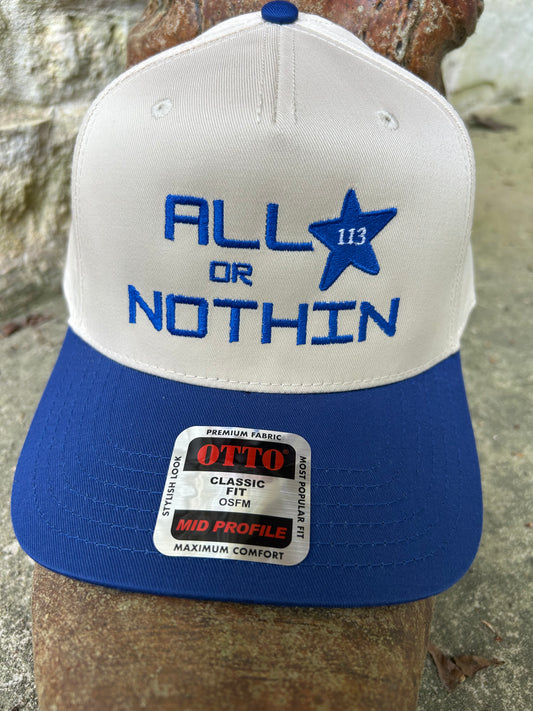 ALL
113
OR
NOTHIN
PREMIUM FABRIC
STYLISH LOOK
OTTO®
CLASSIC
FIT
OSFM
MID PROFILE
MOST POPULAR FIT
MAXIMUM COMFORT